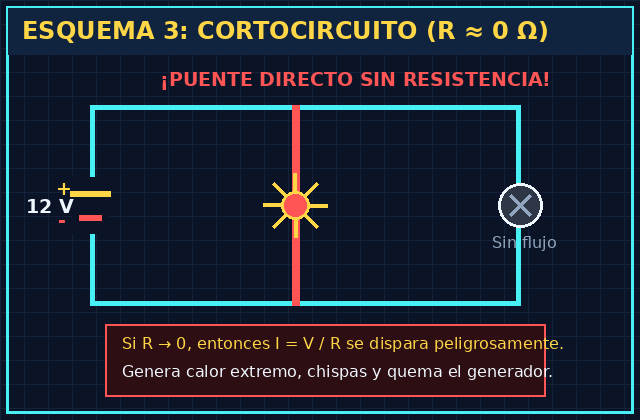 ESQUEMA 3: CORTOCIRCUITO (R ≈ 0 Ω)
¡PUENTE DIRECTO SIN RESISTENCIA!
+
12 V
-
Sin flujo
Si R → 0, entonces I = V / R se dispara peligrosamente.
Genera calor extremo, chispas y quema el generador.